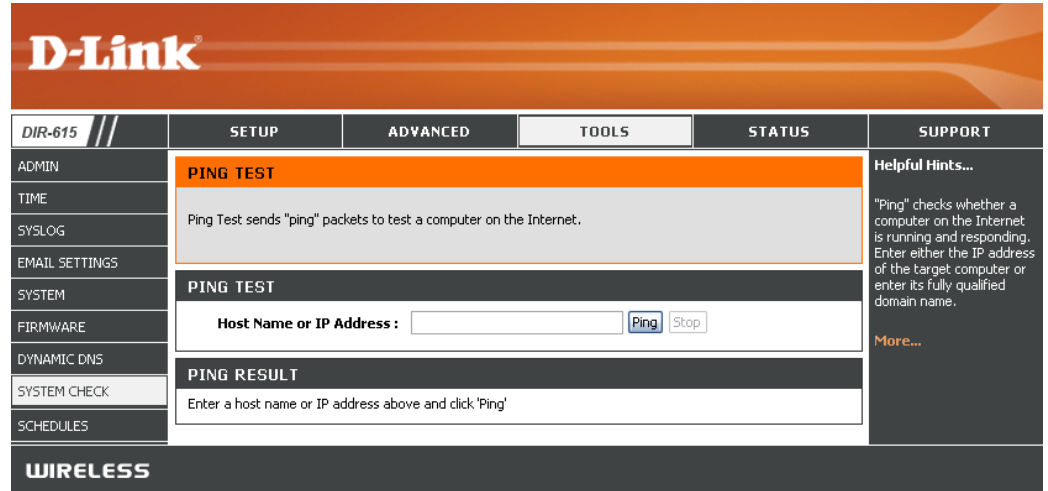 D-Link®
DIR-615
SETUP
ADVANCED
TOOLS
STATUS
SUPPORT
ADMIN
TIME
SYSLOG
EMAIL SETTINGS
SYSTEM
FIRMWARE
DYNAMIC DNS
SYSTEM CHECK
SCHEDULES
PING TEST
Ping Test sends "ping" packets to test a computer on the Internet.
PING TEST
Host Name or IP Address :
Ping
Stop
PING RESULT
Enter a host name or IP address above and click 'Ping'
Helpful Hints...
"Ping" checks whether a
computer on the Internet
is running and responding.
Enter either the IP address
of the target computer or
enter its fully qualified
domain name.
More...
WIRELESS